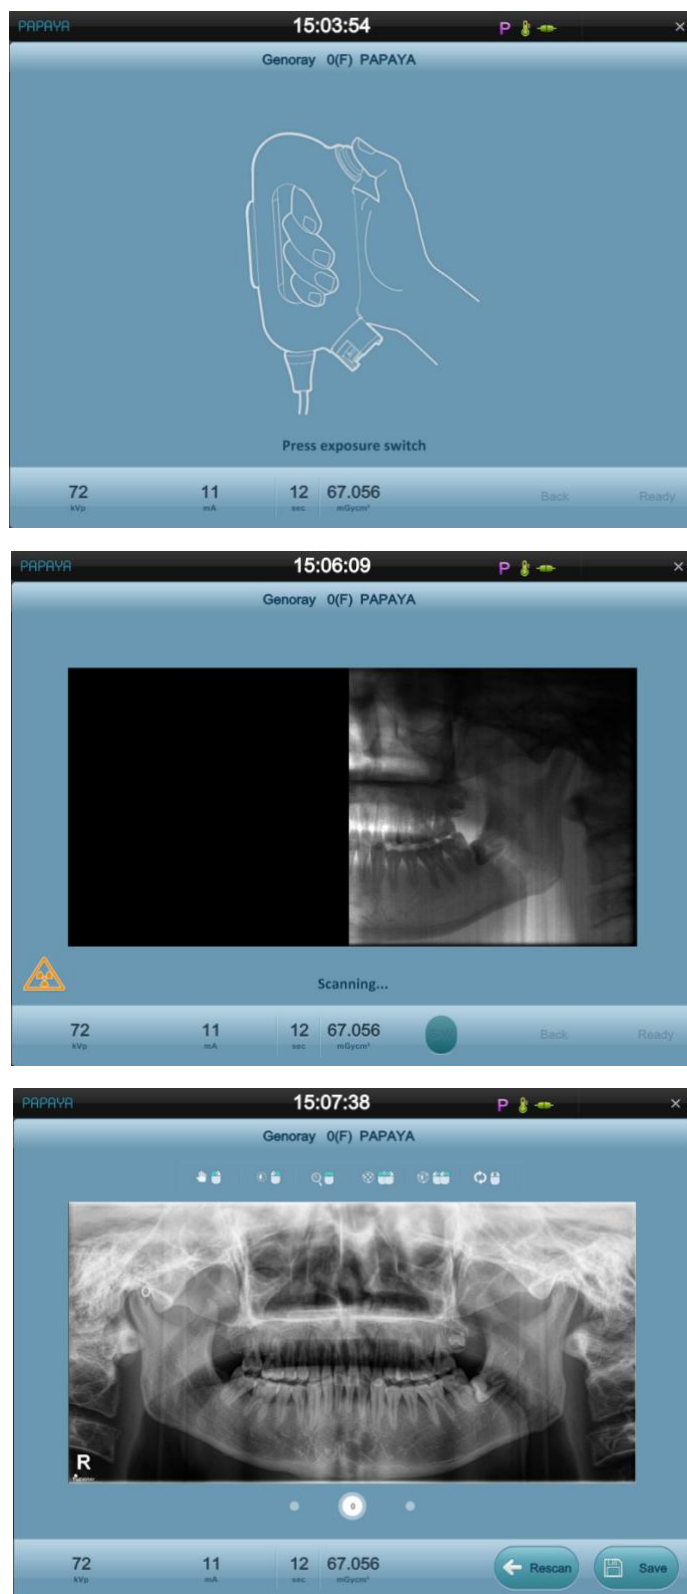 PAPAYA 15:03:54 P ×
Genoray 0(F) PAPAYA
Press exposure switch
72 11 12 67.056 Back Ready
kVp mA sec mGycm²
PAPAYA 15:06:09 P ×
Genoray 0(F) PAPAYA
Scanning...
72 11 12 67.056 Back Ready
kVp mA sec mGycm²
PAPAYA 15:07:38 P ×
Genoray 0(F) PAPAYA
R
0
72 11 12 67.056 Rescan Save
kVp mA sec mGycm²